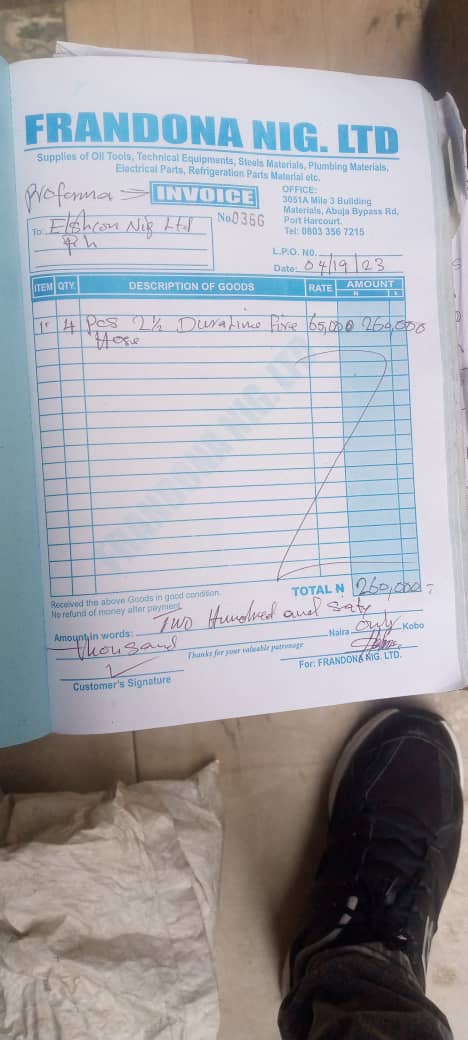 FRANDONA NIG. LTD
Supplies of Oil Tools, Technical Equipments, Steels Materials, Plumbing Materials,
Electrical Parts, Refrigeration Parts Material etc.
Proforma
INVOICE
No 0366
OFFICE:
3051A Mile 3 Building
Materials, Abuja Bypass Rd,
Port Harcourt.
Tel: 0803 356 7215
To: Elshcon Nig Ltd
P.h
L.P.O. NO.
Date: 04/19/23
ITEM QTY. DESCRIPTION OF GOODS RATE AMOUNT
N K
1. 4 Pcs 2½ Duraline Fire 65,000 260,000
Hose
FRANDONA NIG. LTD
Received the above Goods in good condition.
No refund of money after payment
TOTAL N 260,000=
Amount in words: Two Hundred and Sixty
Thousand Naira only Kobo
Thanks for your valuable patronage
Customer's Signature
For: FRANDONA NIG. LTD.